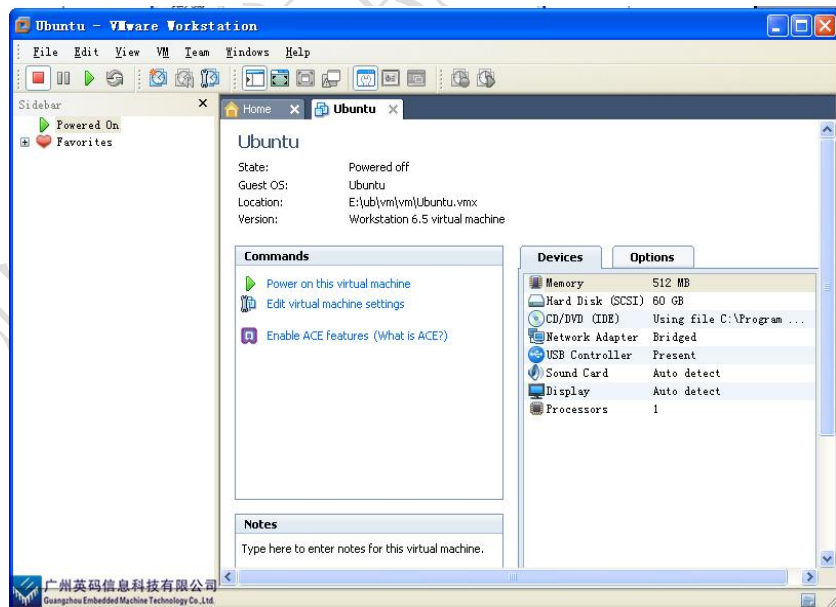 Ubuntu - VMware Workstation
File Edit View VM Team Windows Help
Sidebar
Powered On
Favorites
Home
Ubuntu
Ubuntu
State: Powered off
Guest OS: Ubuntu
Location: E:\ub\vm\vm\Ubuntu.vmx
Version: Workstation 6.5 virtual machine
Commands
Power on this virtual machine
Edit virtual machine settings
Enable ACE features (What is ACE?)
Devices Options
Memory 512 MB
Hard Disk (SCSI) 60 GB
CD/DVD (IDE) Using file C:\Program ...
Network Adapter Bridged
USB Controller Present
Sound Card Auto detect
Display Auto detect
Processors 1
Notes
Type here to enter notes for this virtual machine.
广州英码信息科技有限公司
Guangzhou Embedded Machine Technology Co., Ltd.